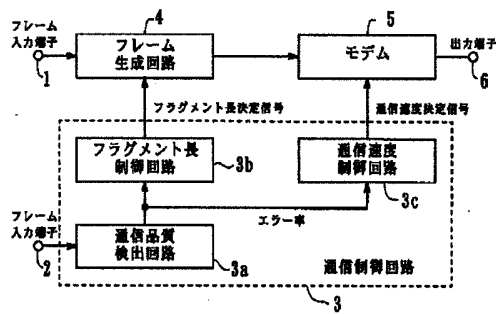 フレーム
入力端子
1
4
フレーム
生成回路
5
モデム
出力端子
6
フラグメント長決定信号
通信速度決定信号
フラグメント長
制御回路
3b
通信速度
制御回路
3c
エラー率
フレーム
入力端子
2
通信品質
検出回路
3a
通信制御回路
3